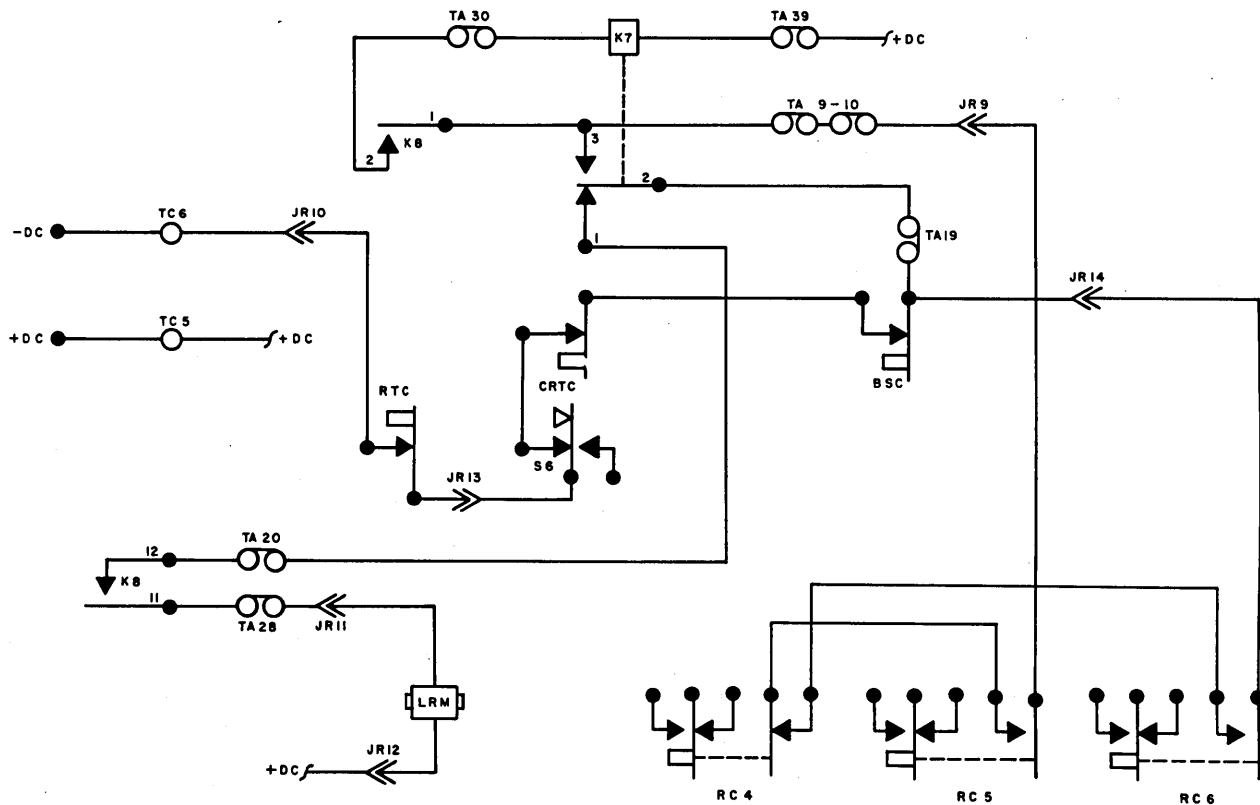 TA 30
K7
TA 39
+DC
1
K8
2
3
TA 9-10
JR9
2
TC6
JR10
-DC
1
TA19
JR14
TC5
+DC
+DC
CRTC
BSC
RTC
S6
JR13
TA 20
12
K8
11
TA28
JR11
LRM
JR12
+DC
RC 4
RC 5
RC 6